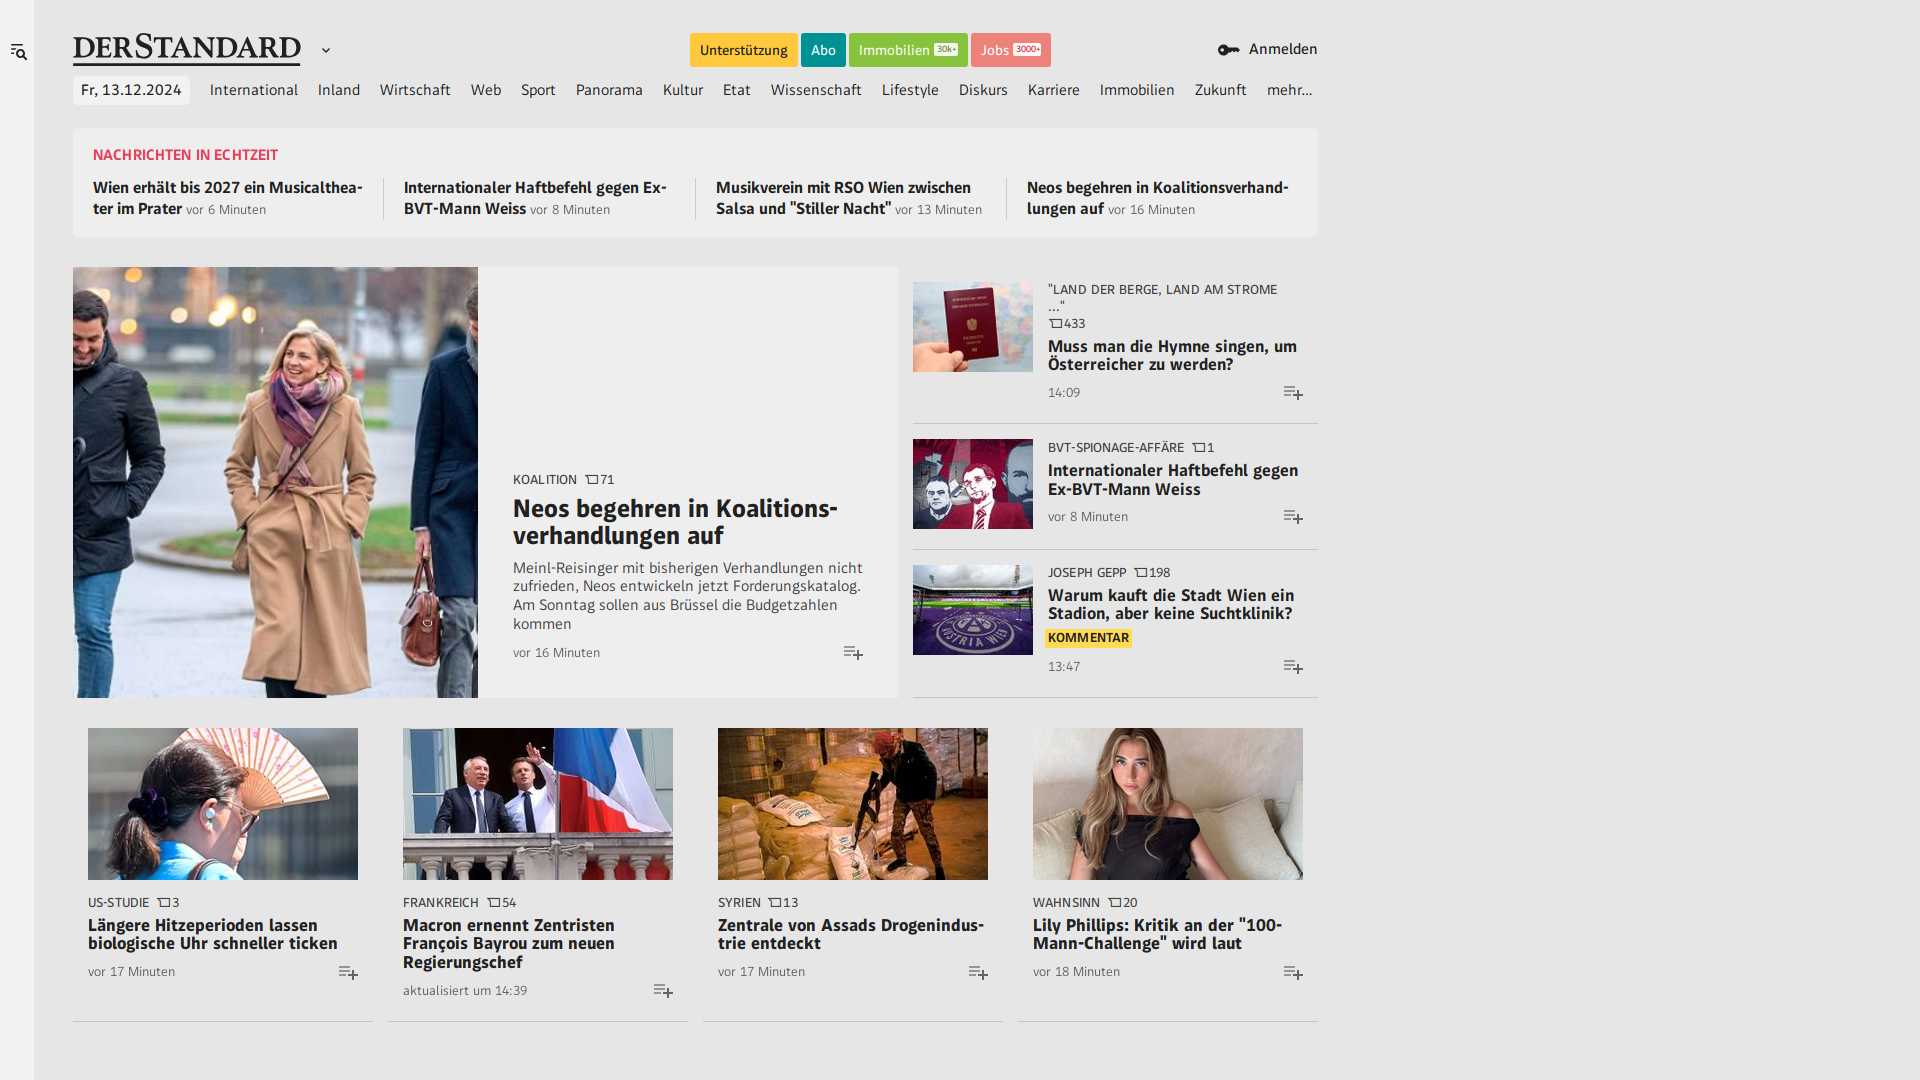 DERSTANDARD
Unterstützung
Abo
Immobilien 30k+
Jobs 3000+
Anmelden
Fr, 13.12.2024
International
Inland
Wirtschaft
Web
Sport
Panorama
Kultur
Etat
Wissenschaft
Lifestyle
Diskurs
Karriere
Immobilien
Zukunft
mehr...
NACHRICHTEN IN ECHTZEIT
Wien erhält bis 2027 ein Musicalthea-
ter im Prater vor 6 Minuten
Internationaler Haftbefehl gegen Ex-
BVT-Mann Weiss vor 8 Minuten
Musikverein mit RSO Wien zwischen
Salsa und "Stiller Nacht" vor 13 Minuten
Neos begehren in Koalitionsverhand-
lungen auf vor 16 Minuten
KOALITION 71
Neos begehren in Koalitions-
verhandlungen auf
Meinl-Reisinger mit bisherigen Verhandlungen nicht
zufrieden, Neos entwickeln jetzt Forderungskatalog.
Am Sonntag sollen aus Brüssel die Budgetzahlen
kommen
vor 16 Minuten
"LAND DER BERGE, LAND AM STROME
..."
433
Muss man die Hymne singen, um
Österreicher zu werden?
14:09
BVT-SPIONAGE-AFFÄRE 1
Internationaler Haftbefehl gegen
Ex-BVT-Mann Weiss
vor 8 Minuten
AUSTRIA WIEN
JOSEPH GEPP 198
Warum kauft die Stadt Wien ein
Stadion, aber keine Suchtklinik?
KOMMENTAR
13:47
US-STUDIE 3
Längere Hitzeperioden lassen
biologische Uhr schneller ticken
vor 17 Minuten
FRANKREICH 54
Macron ernennt Zentristen
François Bayrou zum neuen
Regierungschef
aktualisiert um 14:39
SYRIEN 13
Zentrale von Assads Drogenindus-
trie entdeckt
vor 17 Minuten
WAHNSINN 20
Lily Phillips: Kritik an der "100-
Mann-Challenge" wird laut
vor 18 Minuten